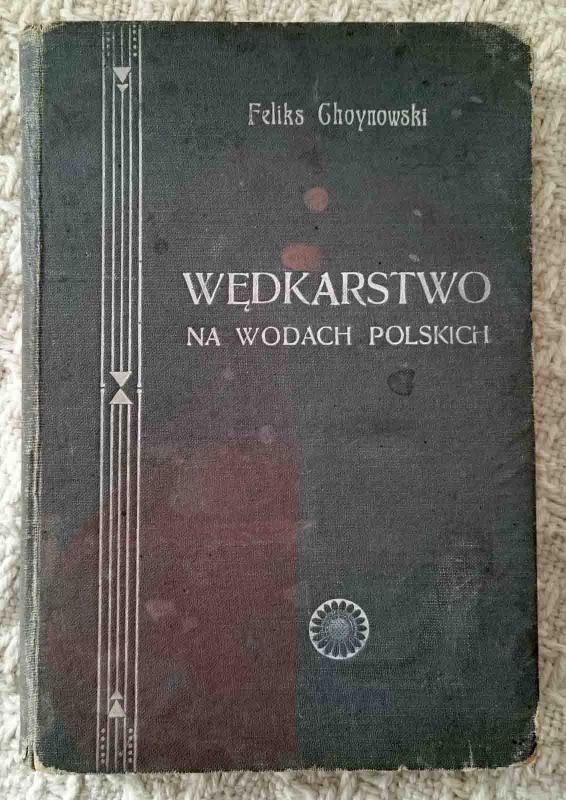 Feliks Choynowski
WĘDKARSTWO
NA WODACH POLSKICH